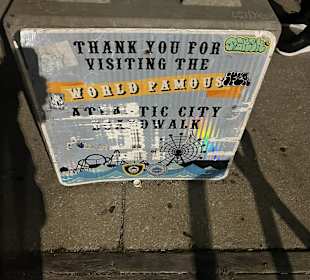 THANK YOU FOR
VISITING THE
WORLD FAMOUS
ATLANTIC CITY
BOARDWALK